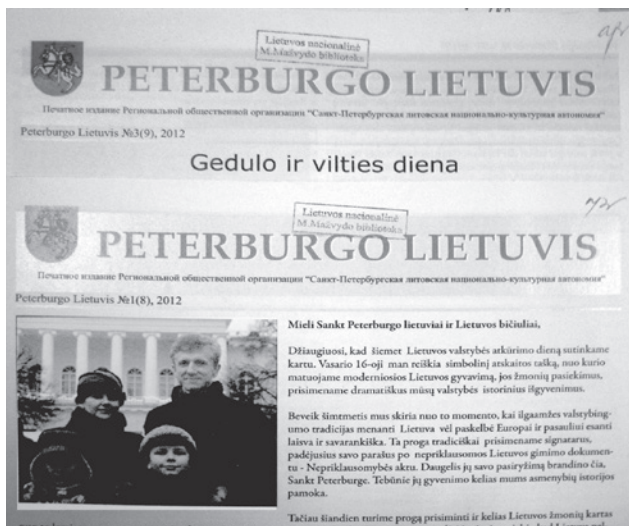 Lietuvos nacionalinė
M.Mažvydo biblioteka
PETERBURGO LIETUVIS
Печатное издание Региональной общественной организации "Санкт-Петербургская литовская национально-культурная автономия"
Peterburgo Lietuvis №3(9), 2012
Gedulo ir vilties diena
Lietuvos nacionalinė
M.Mažvydo biblioteka
PETERBURGO LIETUVIS
Печатное издание Региональной общественной организации "Санкт-Петербургская литовская национально-культурная автономия"
Peterburgo Lietuvis №1(8), 2012
Mieli Sankt Peterburgo lietuviai ir Lietuvos bičiuliai,
Džiaugiuosi, kad šiemet Lietuvos valstybės atkūrimo dieną sutinkame
kartu. Vasario 16-oji man reiškia simbolinį atskaitos tašką, nuo kurio
matuojame moderniosios Lietuvos gyvavimą, jos žmonių pasiekimus,
prisimename dramatiškus mūsų valstybės istorinius išgyvenimus.
Beveik šimtmetis mus skiria nuo to momento, kai ilgaamžes valstybing-
umo tradicijas menanti Lietuva vėl paskelbė Europai ir pasauliui esanti
laisva ir savarankiška. Ta proga tradiciškai prisimename signatarus,
padėjusius savo parašus po nepriklausomos Lietuvos gimimo dokumen-
tu - Nepriklausomybės aktu. Daugelis jų savo pasiryžimą brandino čia,
Sankt Peterburge. Tebūnie jų gyvenimo kelias mums asmenybių istorijos
pamoka.
Tačiau šiandien turime progą prisiminti ir kelias Lietuvos žmonių kartas